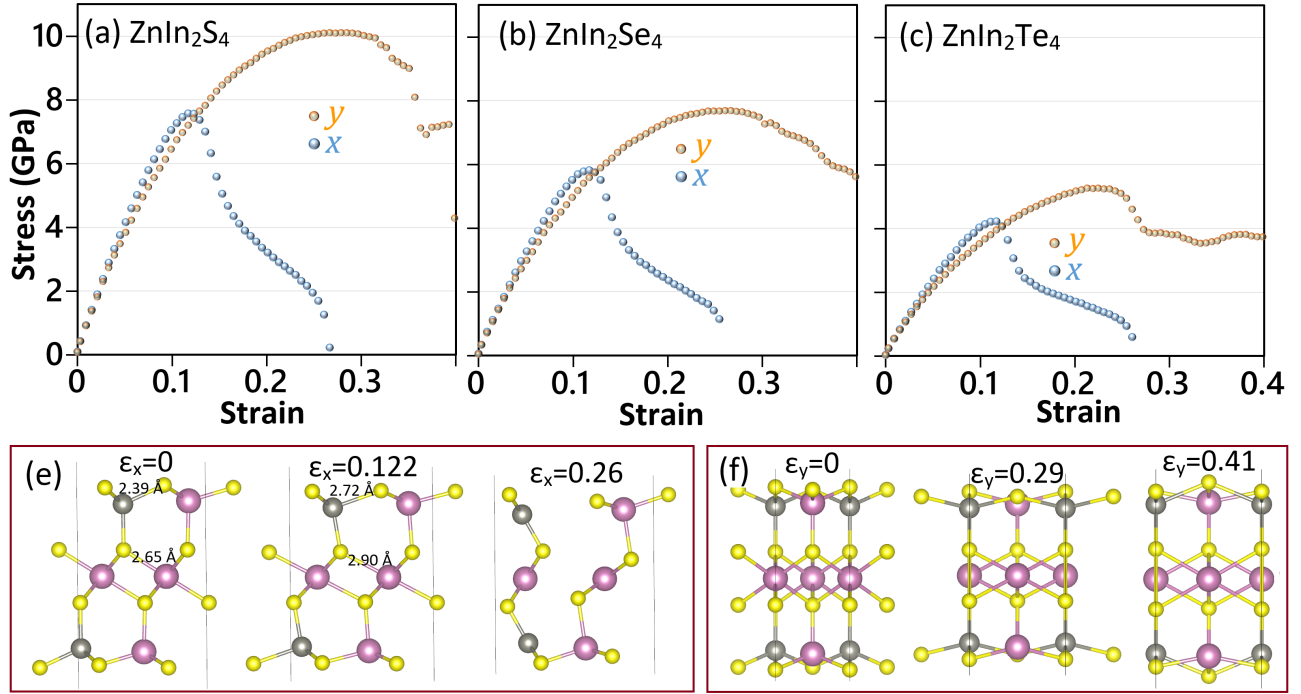 (a) ZnIn₂S₄
(b) ZnIn₂Se₄
(c) ZnIn₂Te₄
Stress (GPa)
10
8
6
4
2
0
y
x
y
x
y
x
0 0.1 0.2 0.3
0 0.1 0.2 0.3
0 0.1 0.2 0.3 0.4
Strain
Strain
Strain
(e)
εx=0
2.39 Å
2.65 Å
εx=0.122
2.72 Å
2.90 Å
εx=0.26
(f)
εy=0
εy=0.29
εy=0.41